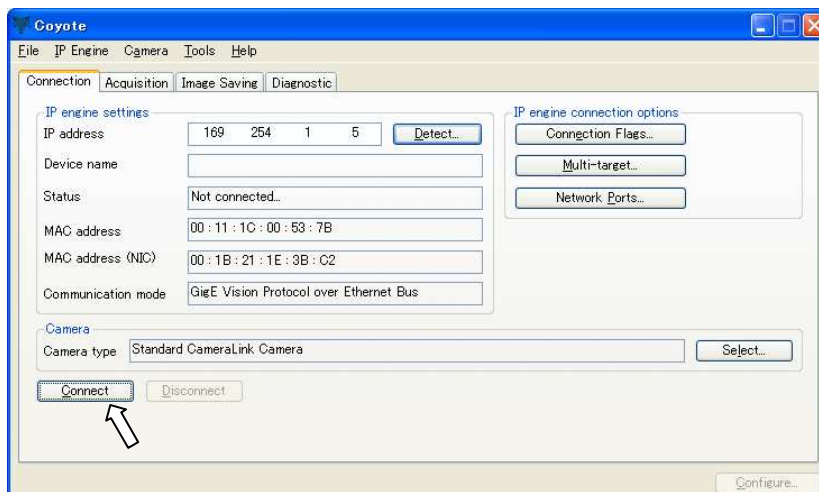 Coyote
File IP Engine Camera Tools Help
Connection Acquisition Image Saving Diagnostic
IP engine settings
IP address 169 254 1 5 Detect...
Device name
Status Not connected...
MAC address 00 : 11 : 1C : 00 : 53 : 7B
MAC address (NIC) 00 : 1B : 21 : 1E : 3B : C2
Communication mode GigE Vision Protocol over Ethernet Bus
IP engine connection options
Connection Flags...
Multi-target...
Network Ports...
Camera
Camera type Standard CameraLink Camera Select...
Connect Disconnect
Configure...